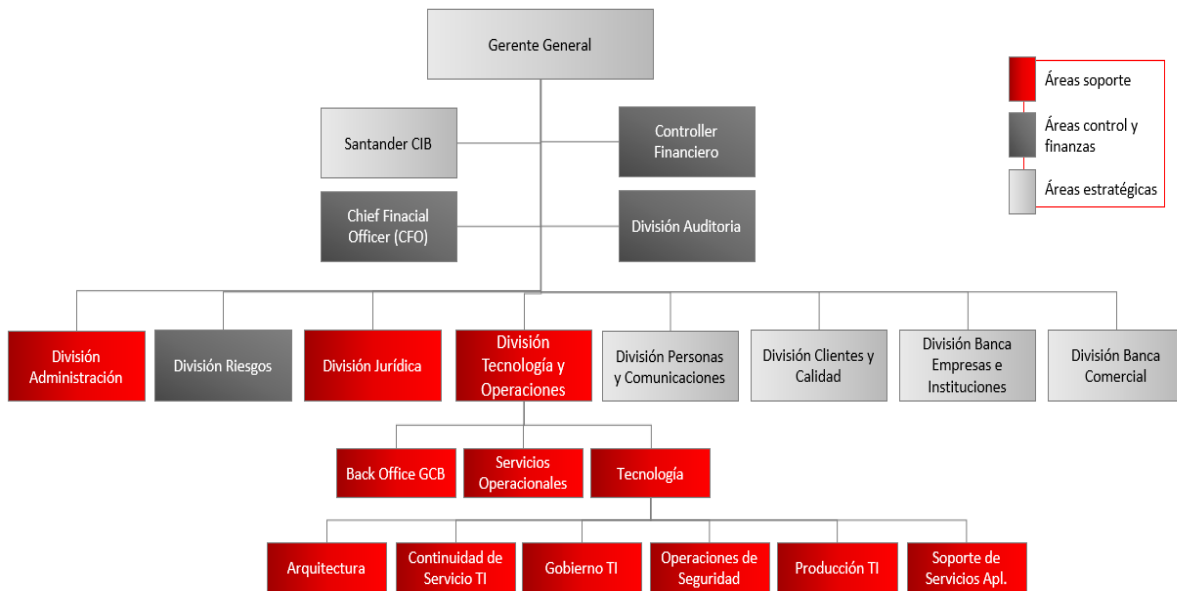 Gerente General
Áreas soporte
Áreas control y
finanzas
Áreas estratégicas
Santander CIB
Controller
Financiero
Chief Finacial
Officer (CFO)
División Auditoria
División
Administración
División Riesgos
División Jurídica
División
Tecnología y
Operaciones
División Personas
y Comunicaciones
División Clientes y
Calidad
División Banca
Empresas e
Instituciones
División Banca
Comercial
Back Office GCB
Servicios
Operacionales
Tecnología
Arquitectura
Continuidad de
Servicio TI
Gobierno TI
Operaciones de
Seguridad
Producción TI
Soporte de
Servicios Apl.